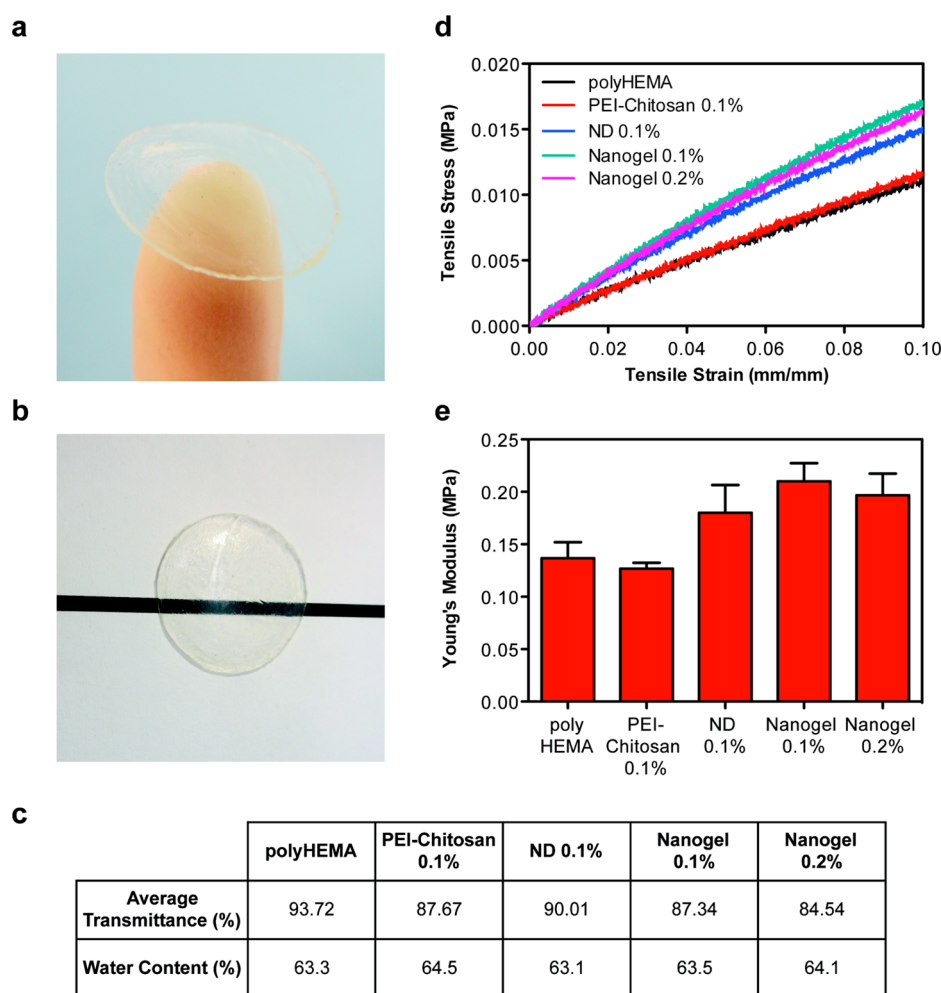 a
d
0.020
0.015
0.010
0.005
0.000
Tensile Stress (MPa)
polyHEMA
PEI-Chitosan 0.1%
ND 0.1%
Nanogel 0.1%
Nanogel 0.2%
0.00 0.02 0.04 0.06 0.08 0.10
Tensile Strain (mm/mm)
b
e
0.25
0.20
0.15
0.10
0.05
0.00
Young's Modulus (MPa)
poly PEI- ND Nanogel Nanogel
HEMA Chitosan 0.1% 0.1% 0.2%
0.1%
c
polyHEMA PEI-Chitosan 0.1% ND 0.1% Nanogel 0.1% Nanogel 0.2%
Average Transmittance (%) 93.72 87.67 90.01 87.34 84.54
Water Content (%) 63.3 64.5 63.1 63.5 64.1